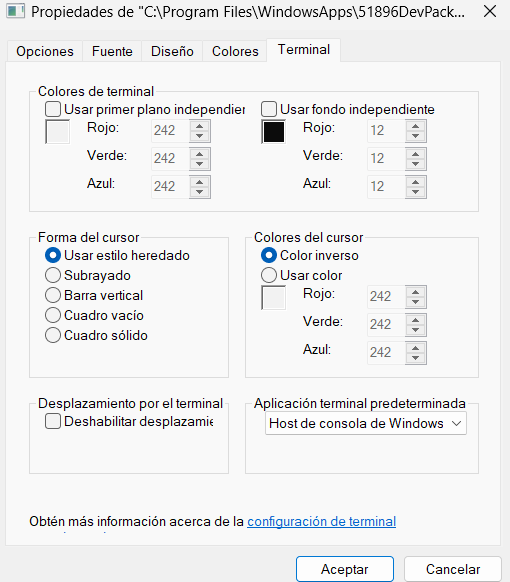 Propiedades de "C:\Program Files\WindowsApps\51896DevPack...
Opciones Fuente Diseño Colores Terminal
Colores de terminal
Usar primer plano independier Usar fondo independiente
Rojo: 242 Rojo: 12
Verde: 242 Verde: 12
Azul: 242 Azul: 12
Forma del cursor Colores del cursor
Usar estilo heredado Color inverso
Subrayado Usar color
Barra vertical Rojo: 242
Cuadro vacío Verde: 242
Cuadro sólido Azul: 242
Desplazamiento por el terminal Aplicación terminal predeterminada
Deshabilitar desplazamie Host de consola de Windows
Obtén más información acerca de la configuración de terminal
Aceptar Cancelar